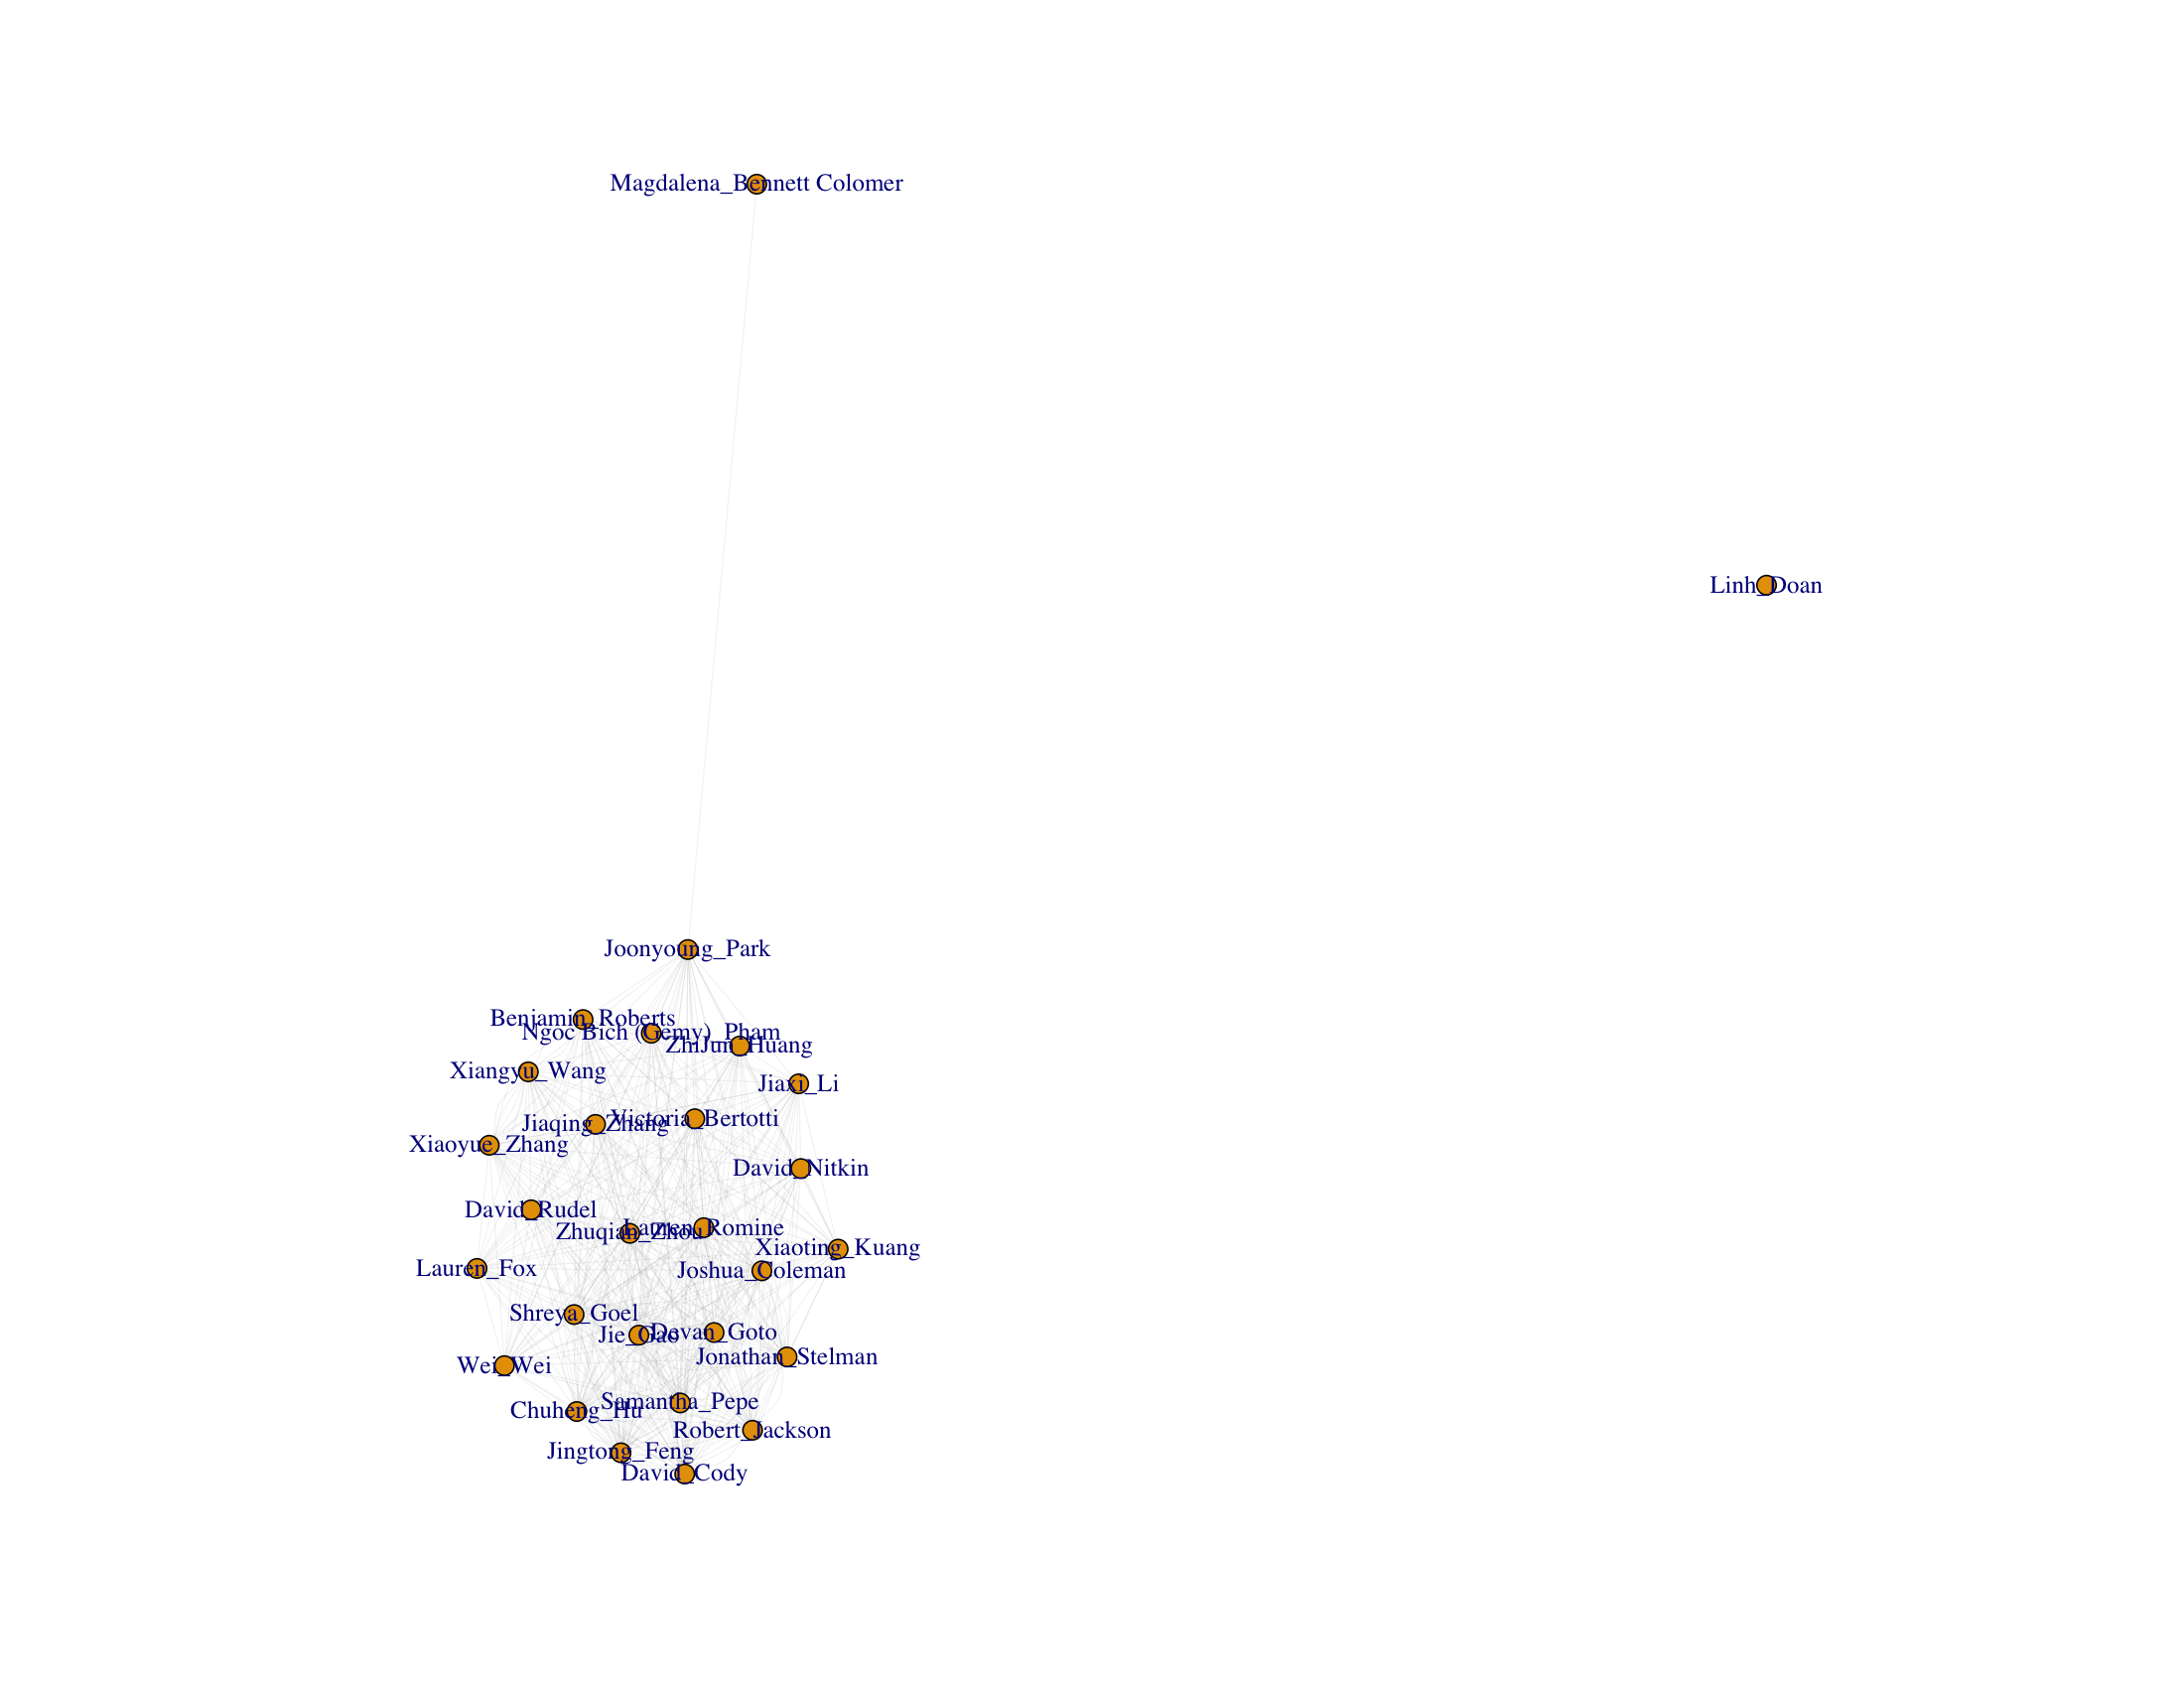 Magdalena_Bennett Colomer
Linh_Doan
Joonyoung_Park
Benjamin_Roberts
Ngoc Bich (Gemy)_Pham
ZhiJun_Huang
Xiangyu_Wang
Jiaxi_Li
Victoria_Bertotti
Jiaqing_Zhang
Xiaoyue_Zhang
David_Nitkin
David_Rudel
Lauren_Romine
Zhuqian_Zhou
Xiaoting_Kuang
Lauren_Fox
Joshua_Coleman
Shreya_Goel
Jie_Gao
Devan_Goto
Jonathan_Stelman
Wei_Wei
Samantha_Pepe
Chuheng_Hu
Robert_Jackson
Jingtong_Feng
David_Cody